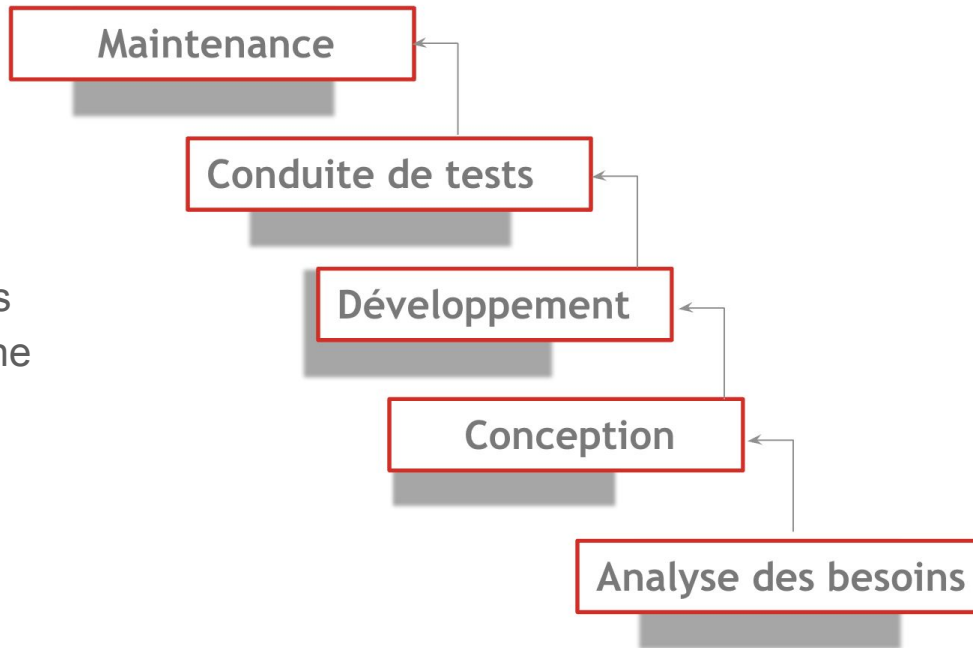 Maintenance
Conduite de tests
Développement
Conception
Analyse des besoins